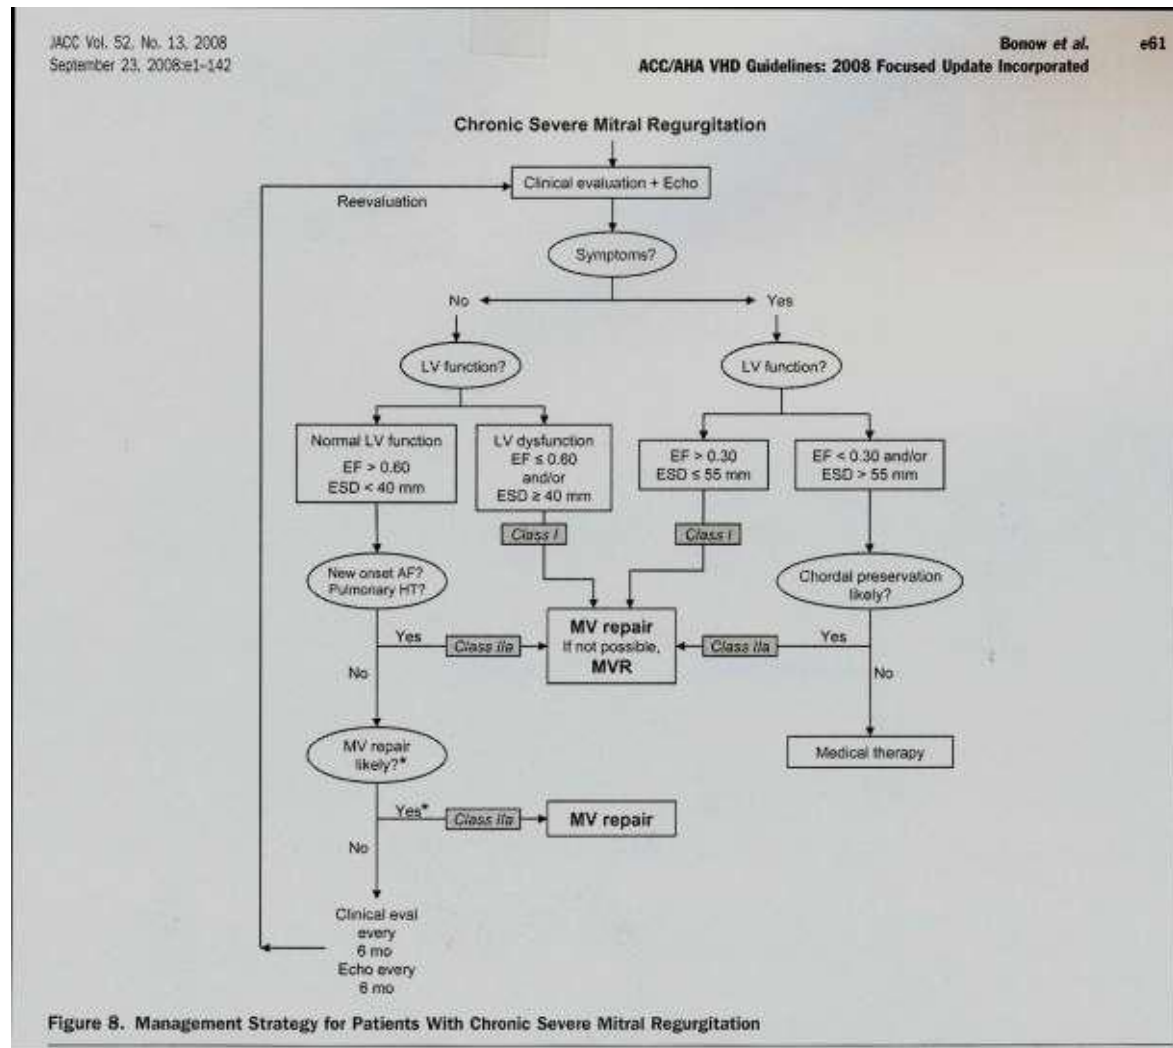 JACC Vol. 52, No. 13, 2008
September 23, 2008:e1–142
Bonow et al. e61
ACC/AHA VHD Guidelines: 2008 Focused Update Incorporated
Chronic Severe Mitral Regurgitation
Clinical evaluation + Echo
Reevaluation
Symptoms?
No
Yes
LV function?
LV function?
Normal LV function
EF > 0.60
ESD < 40 mm
LV dysfunction
EF ≤ 0.60
and/or
ESD ≥ 40 mm
EF > 0.30
ESD ≤ 55 mm
EF < 0.30 and/or
ESD > 55 mm
Class I
Class I
New onset AF?
Pulmonary HT?
Chordal preservation
likely?
MV repair
If not possible,
MVR
Yes
Class IIa
Class IIa
Yes
No
No
MV repair
likely?*
Medical therapy
Yes*
Class IIa
MV repair
No
Clinical eval
every
6 mo
Echo every
6 mo
Figure 8. Management Strategy for Patients With Chronic Severe Mitral Regurgitation